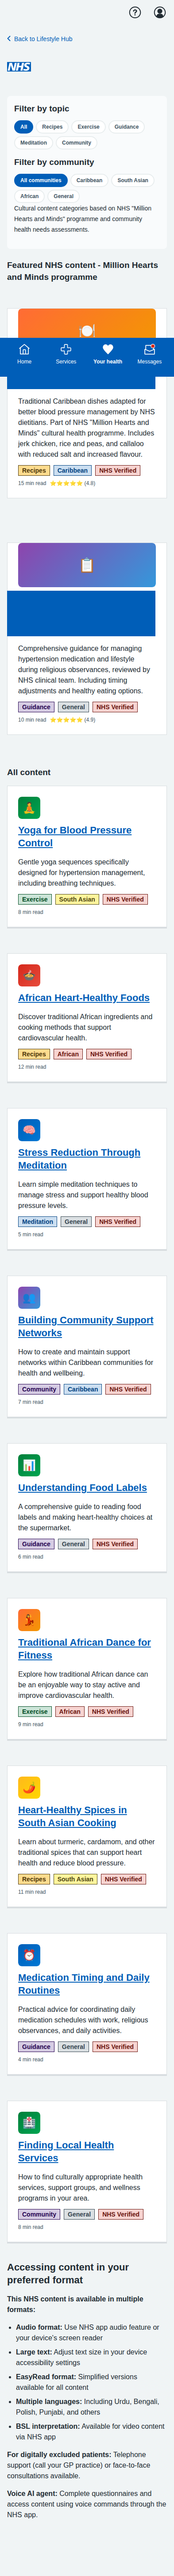 Back to Lifestyle Hub
NHS
Filter by topic
All Recipes Exercise Guidance
Meditation Community
Filter by community
All communities Caribbean South Asian
African General
Cultural content categories based on NHS "Million
Hearts and Minds" programme and community
health needs assessments.
Featured NHS content - Million Hearts
and Minds programme
Home Services Your health Messages
Traditional Caribbean dishes adapted for
better blood pressure management by NHS
dietitians. Part of NHS "Million Hearts and
Minds" cultural health programme. Includes
jerk chicken, rice and peas, and callaloo
with reduced salt and increased flavour.
Recipes Caribbean NHS Verified
15 min read ⭐⭐⭐⭐⭐ (4.8)
Comprehensive guidance for managing
hypertension medication and lifestyle
during religious observances, reviewed by
NHS clinical team. Including timing
adjustments and healthy eating options.
Guidance General NHS Verified
10 min read ⭐⭐⭐⭐⭐ (4.9)
All content
Yoga for Blood Pressure
Control
Gentle yoga sequences specifically
designed for hypertension management,
including breathing techniques.
Exercise South Asian NHS Verified
8 min read
African Heart-Healthy Foods
Discover traditional African ingredients and
cooking methods that support
cardiovascular health.
Recipes African NHS Verified
12 min read
Stress Reduction Through
Meditation
Learn simple meditation techniques to
manage stress and support healthy blood
pressure levels.
Meditation General NHS Verified
5 min read
Building Community Support
Networks
How to create and maintain support
networks within Caribbean communities for
health and wellbeing.
Community Caribbean NHS Verified
7 min read
Understanding Food Labels
A comprehensive guide to reading food
labels and making heart-healthy choices at
the supermarket.
Guidance General NHS Verified
6 min read
Traditional African Dance for
Fitness
Explore how traditional African dance can
be an enjoyable way to stay active and
improve cardiovascular health.
Exercise African NHS Verified
9 min read
Heart-Healthy Spices in
South Asian Cooking
Learn about turmeric, cardamom, and other
traditional spices that can support heart
health and reduce blood pressure.
Recipes South Asian NHS Verified
11 min read
Medication Timing and Daily
Routines
Practical advice for coordinating daily
medication schedules with work, religious
observances, and daily activities.
Guidance General NHS Verified
4 min read
Finding Local Health
Services
How to find culturally appropriate health
services, support groups, and wellness
programs in your area.
Community General NHS Verified
8 min read
Accessing content in your
preferred format
This NHS content is available in multiple
formats:
• Audio format: Use NHS app audio feature or
your device's screen reader
• Large text: Adjust text size in your device
accessibility settings
• EasyRead format: Simplified versions
available for all content
• Multiple languages: Including Urdu, Bengali,
Polish, Punjabi, and others
• BSL interpretation: Available for video content
via NHS app
For digitally excluded patients: Telephone
support (call your GP practice) or face-to-face
consultations available.
Voice AI agent: Complete questionnaires and
access content using voice commands through the
NHS app.